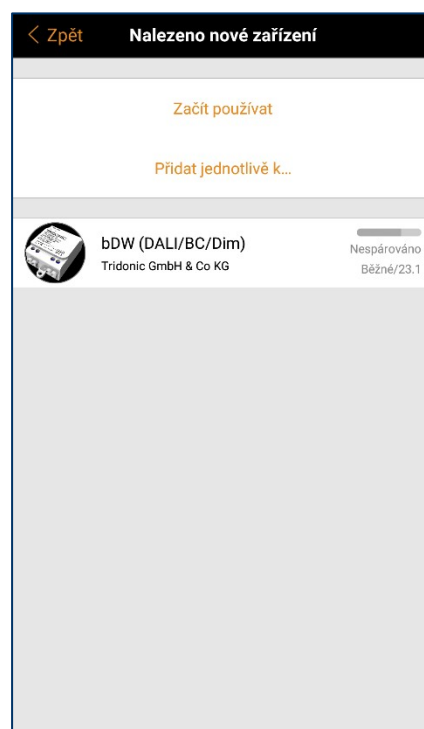 Zpět Nalezeno nové zařízení
Začít používat
Přidat jednotlivě k...
bDW (DALI/BC/Dim)
Nespárováno
Tridonic GmbH & Co KG
Běžné/23.1